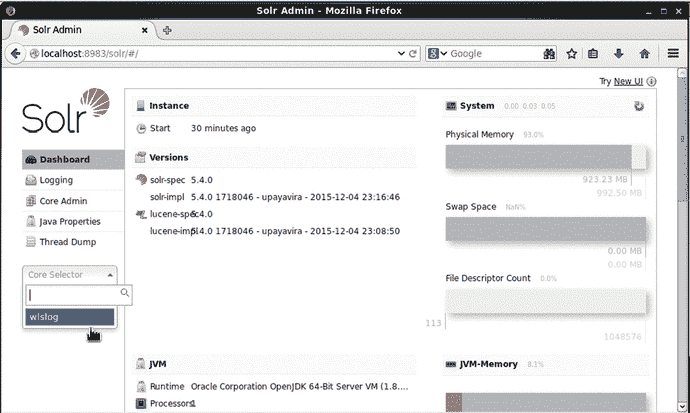 Solr Admin - Mozilla Firefox
Solr Admin
localhost:8983/solr/#/
Google
Try New UI
Solr
Dashboard
Logging
Core Admin
Java Properties
Thread Dump
Core Selector
wlslog
Instance
Start 30 minutes ago
Versions
solr-spec 5.4.0
solr-impl 5.4.0 1718046 - upayavira - 2015-12-04 23:16:46
lucene-spec 5.4.0
lucene-impl 5.4.0 1718046 - upayavira - 2015-12-04 23:08:50
JVM
Runtime Oracle Corporation OpenJDK 64-Bit Server VM (1.8....
Processors 1
System 0.00 0.03 0.05
Physical Memory 93.0%
923.23 MB
992.50 MB
Swap Space NaN%
0.00 MB
0.00 MB
File Descriptor Count 0.0%
113
1048576
JVM-Memory 8.1%